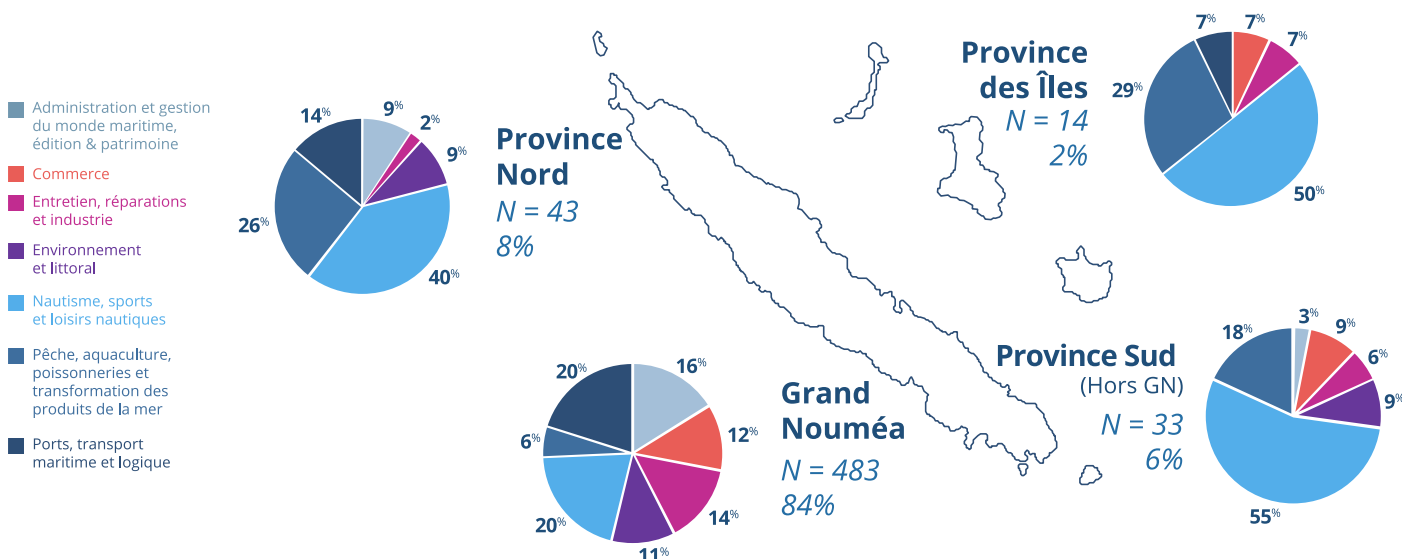 Administration et gestion
du monde maritime,
édition & patrimoine
Commerce
Entretien, réparations
et industrie
Environnement
et littoral
Nautisme, sports
et loisirs nautiques
Pêche, aquaculture,
poissonneries et
transformation des
produits de la mer
Ports, transport
maritime et logique
Province
Nord
N = 43
8%
9%
2%
9%
40%
26%
14%
Province
des Îles
N = 14
2%
7%
7%
50%
29%
7%
Grand
Nouméa
N = 483
84%
16%
12%
14%
11%
20%
6%
20%
Province Sud
(Hors GN)
N = 33
6%
3%
9%
6%
9%
55%
18%